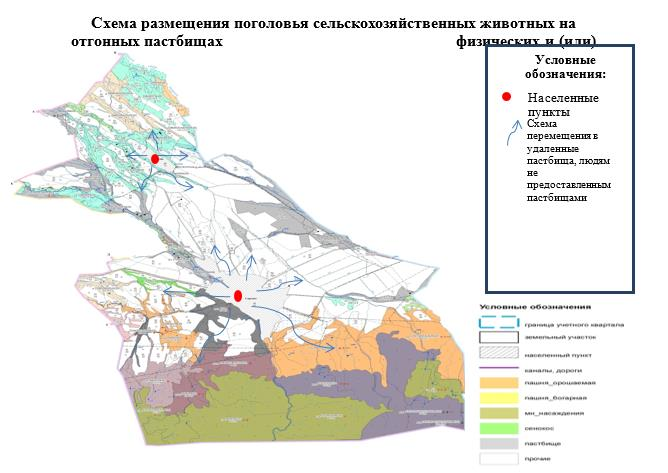 Схема размещения поголовья сельскохозяйственных животных на
отгонных пастбищах физических и (или)
Условные
обозначения:
Населенные
пункты
Схема
перемещения в
удаленные
пастбища, людям
не
предоставленным
пастбищами
Условные обозначения
граница учетного квартала
земельный участок
населенный пункт
каналы, дороги
пашня_орошаемая
пашня_богарная
мн_насаждения
сенокос
пастбище
прочие